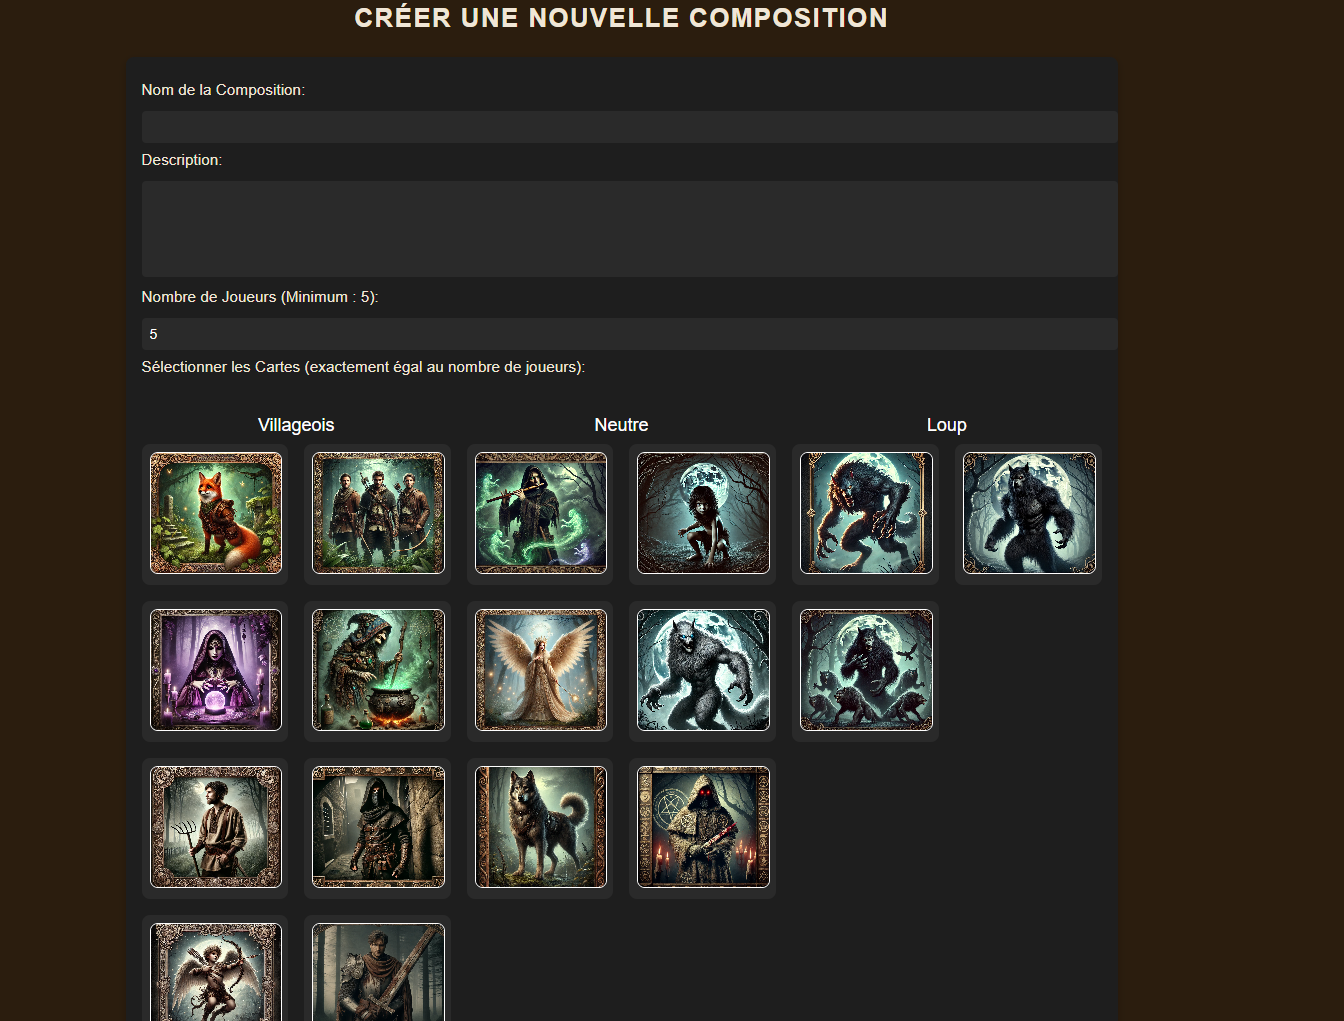 CRÉER UNE NOUVELLE COMPOSITION
Nom de la Composition:
Description:
Nombre de Joueurs (Minimum : 5):
5
Sélectionner les Cartes (exactement égal au nombre de joueurs):
Villageois Neutre Loup